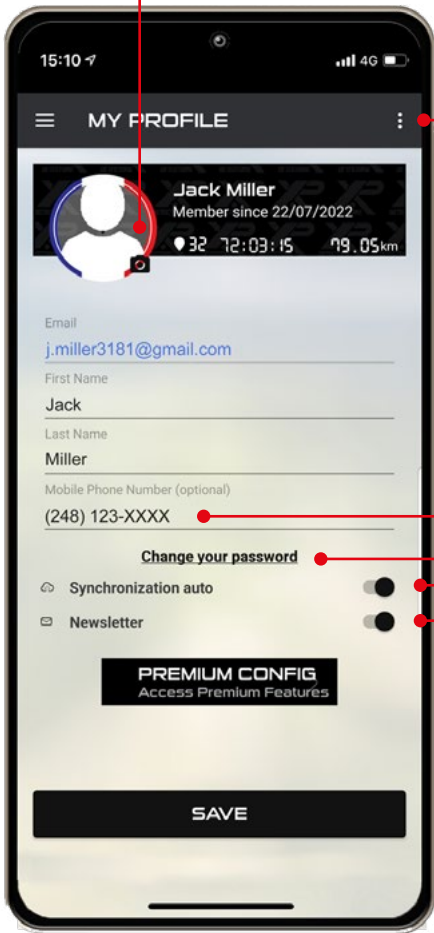 15:10
4G
MY PROFILE
Jack Miller
Member since 22/07/2022
32 72:03:15 79.05km
Email
j.miller3181@gmail.com
First Name
Jack
Last Name
Miller
Mobile Phone Number (optional)
(248) 123-XXXX
Change your password
Synchronization auto
Newsletter
PREMIUM CONFIG
Access Premium Features
SAVE